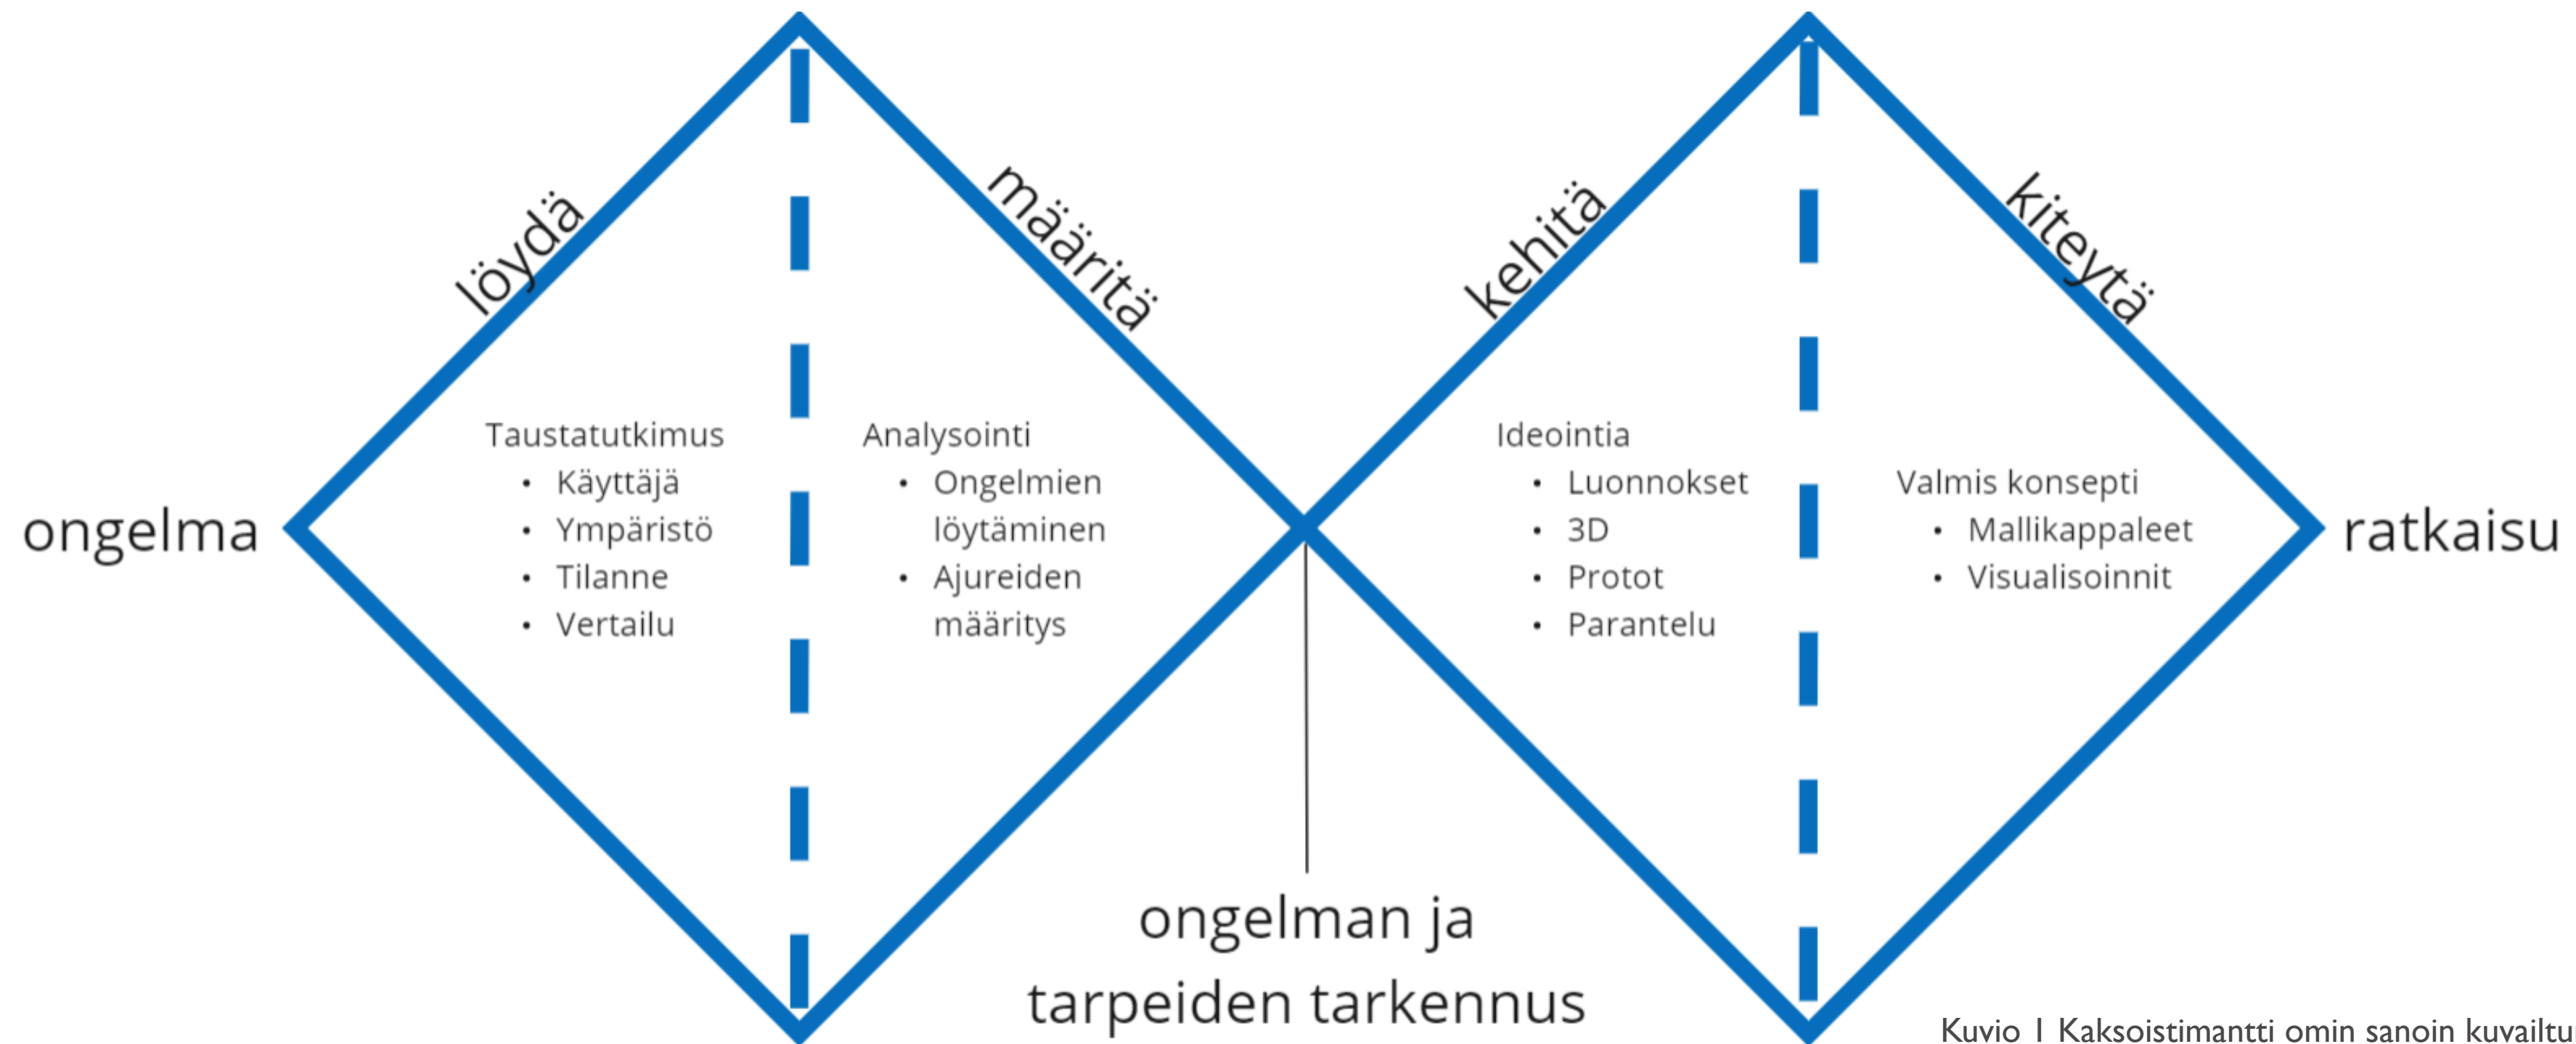 löydä
määritä
kehitä
kiteytä
ongelma
Taustatutkimus
• Käyttäjä
• Ympäristö
• Tilanne
• Vertailu
Analysointi
• Ongelmien
löytäminen
• Ajureiden
määritys
Ideointia
• Luonnokset
• 3D
• Protot
• Parantelu
Valmis konsepti
• Mallikappaleet
• Visualisoinnit
ratkaisu
ongelman ja
tarpeiden tarkennus
Kuvio 1 Kaksoistimantti omin sanoin kuvailtu